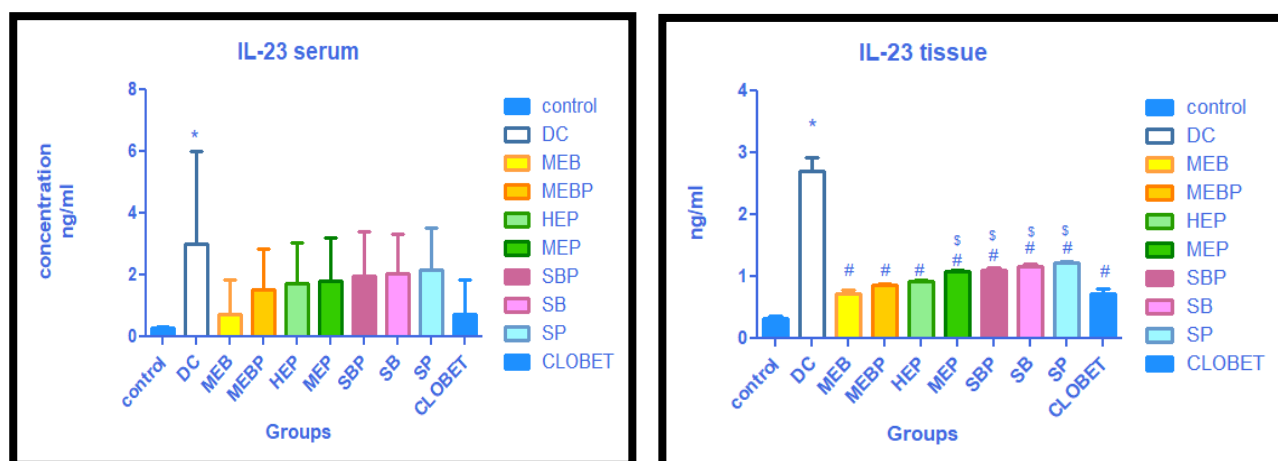 IL-23 serum
concentration
ng/ml
8
6
4
2
0
*
control
DC
MEB
MEBP
HEP
MEP
SBP
SB
SP
CLOBET
Groups
control
DC
MEB
MEBP
HEP
MEP
SBP
SB
SP
CLOBET
IL-23 tissue
ng/ml
4
3
2
1
0
*
$ $ $ $
# # # # # # # #
control
DC
MEB
MEBP
HEP
MEP
SBP
SB
SP
CLOBET
Groups
control
DC
MEB
MEBP
HEP
MEP
SBP
SB
SP
CLOBET